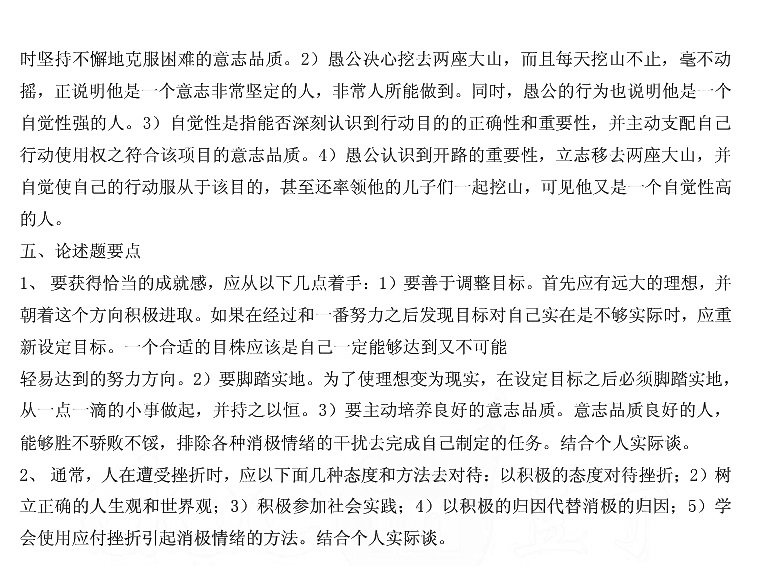 吋坚持不懈地克服困难的意志品质。2）愚公决心挖去两座大山，而且每天挖山不止，毫不动
摇，正说明他是一个意志非常坚定的人，非常人所能做到。同吋，愚公的行为也说明他是一个
自觉性强的人。3）自觉性是指能否深刻认识到行动目的的正确性和重要性，并主动支配自己
行动使用权之符合该项目的意志品质。4）愚公认识到开路的重要性，立志移去两座大山，并
自觉使自己的行动服从于该目的，甚至还率领他的儿子们一起挖山，可见他又是一个自觉性高
的人。
五、论述题要点
1、 要获得恰当的成就感，应从以下几点着手：1）要善于调整目标。首先应有远大的理想，并
朝着这个方向积极进取。如果在经过和一番努力之后发现目标对自己实在是不够实际吋，应重
新设定目标。一个合适的目株应该是自己一定能够达到又不可能
轻易达到的努力方向。2）要脚踏实地。为了使理想变为现实，在设定目标之后必须脚踏实地，
从一点一滴的小事做起，并持之以恒。3）要主动培养良好的意志品质。意志品质良好的人，
能够胜不骄败不馁，排除各种消极情绪的干扰去完成自己制定的任务。结合个人实际谈。
2、 通常，人在遭受挫折吋，应以下面几种态度和方法去对待：以积极的态度对待挫折；2）树
立正确的人生观和世界观；3）积极参加社会实践；4）以积极的归因代替消极的归因；5）学
会使用应付挫折引起消极情绪的方法。结合个人实际谈。